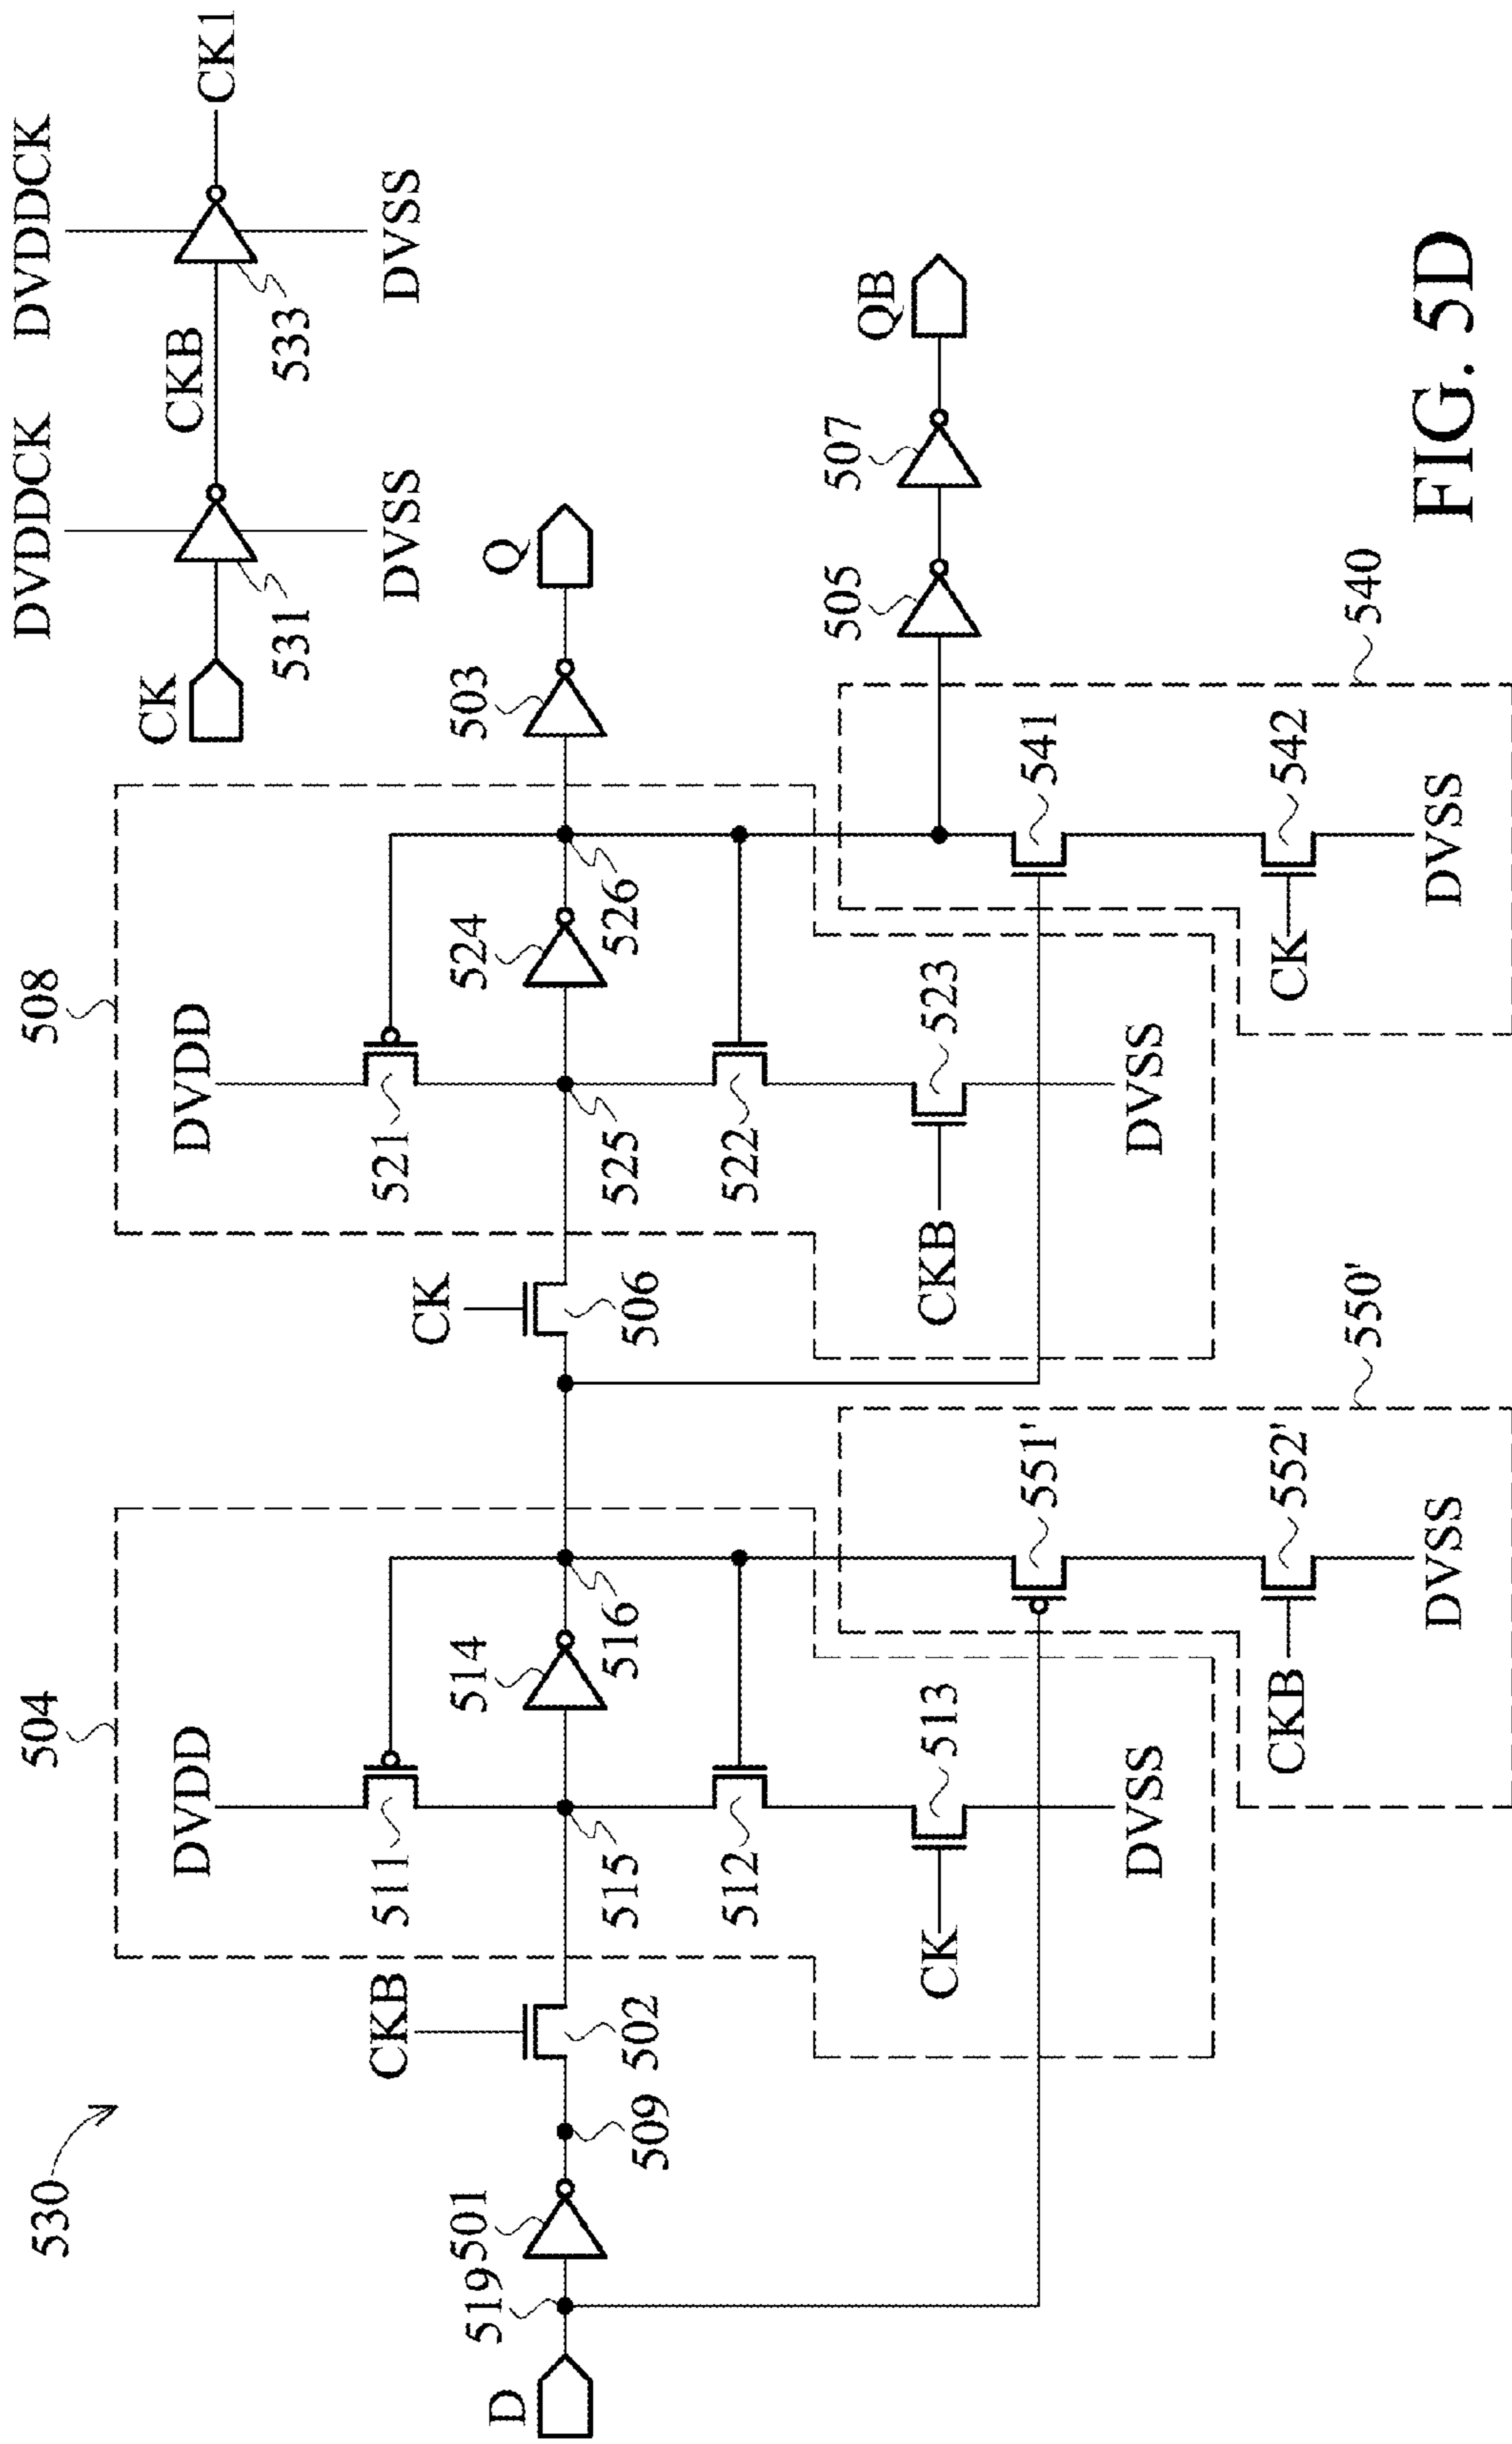 530
504
508
DVDD
DVDD
DVDDCK
DVDDCK
CK
CKB
CK1
531
533
DVSS
DVSS
511
521
CKB
CK
D
519
501
509
502
515
514
516
506
525
524
526
503
Q
512
522
CK
513
CKB
523
DVSS
DVSS
505
507
QB
551'
541
CKB
552'
CK
542
DVSS
DVSS
550'
540
FIG. 5D